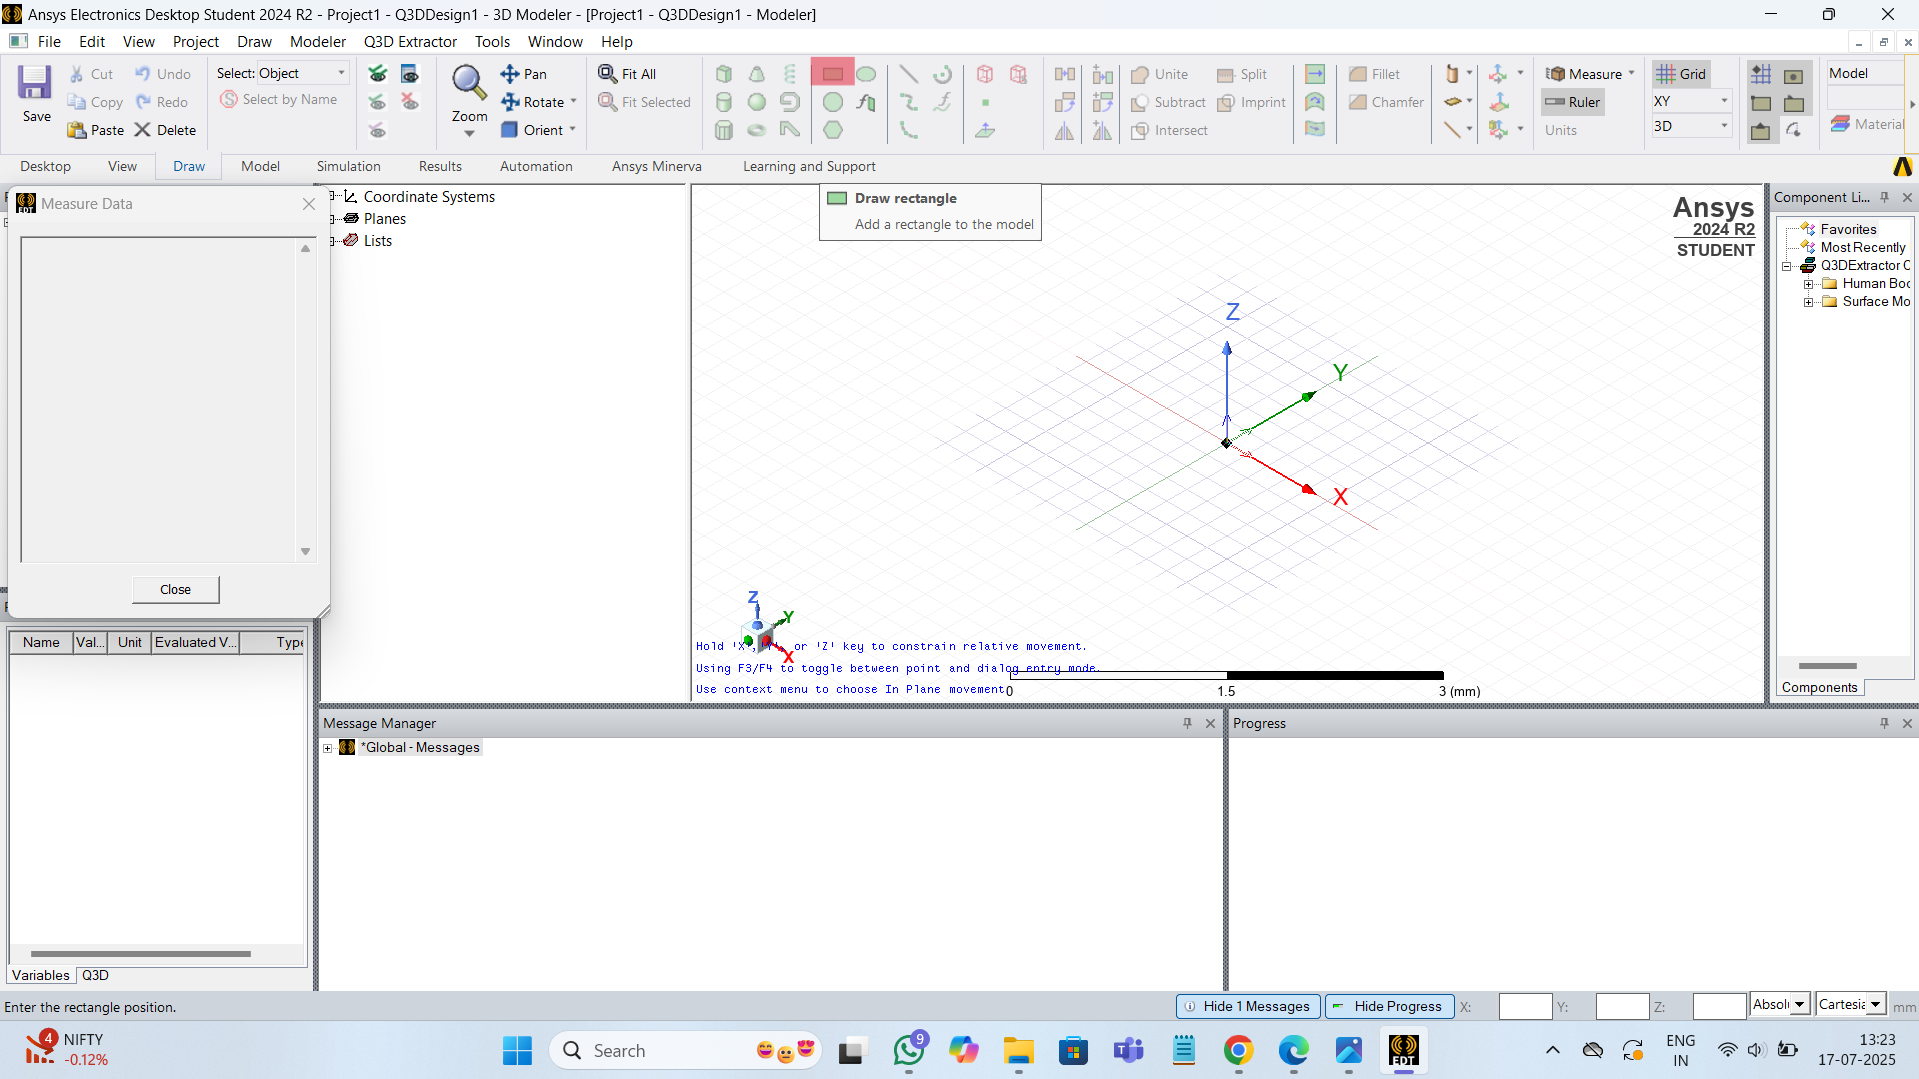 Ansys Electronics Desktop Student 2024 R2 - Project1 - Q3DDesign1 - 3D Modeler - [Project1 - Q3DDesign1 - Modeler]
File Edit View Project Draw Modeler Q3D Extractor Tools Window Help
Save
Cut
Copy
Paste
Undo
Redo
Delete
Select: Object
Select by Name
Zoom
Pan
Rotate
Orient
Fit All
Fit Selected
Unite
Subtract
Intersect
Split
Imprint
Fillet
Chamfer
Measure
Ruler
Units
Grid
XY
3D
Model
Material
Desktop View Draw Model Simulation Results Automation Ansys Minerva Learning and Support
Draw rectangle
Add a rectangle to the model
EDT
Measure Data
Close
Coordinate Systems
Planes
Lists
Ansys
2024 R2
STUDENT
Z
Y
X
Z
Y
X
Hold 'X', or 'Z' key to constrain relative movement.
Using F3/F4 to toggle between point and dialog entry mode.
Use context menu to choose In Plane movement
0 1.5 3 (mm)
Component Li...
Favorites
Most Recently
Q3DExtractor C
Human Boo
Surface Mo
Components
Name Val... Unit Evaluated V... Type
Variables Q3D
Message Manager
*Global - Messages
Progress
Enter the rectangle position.
Hide 1 Messages Hide Progress X: Y: Z: Absolu Cartesia mm
4 NIFTY
-0.12%
Search
9
EDT
ENG
IN
13:23
17-07-2025